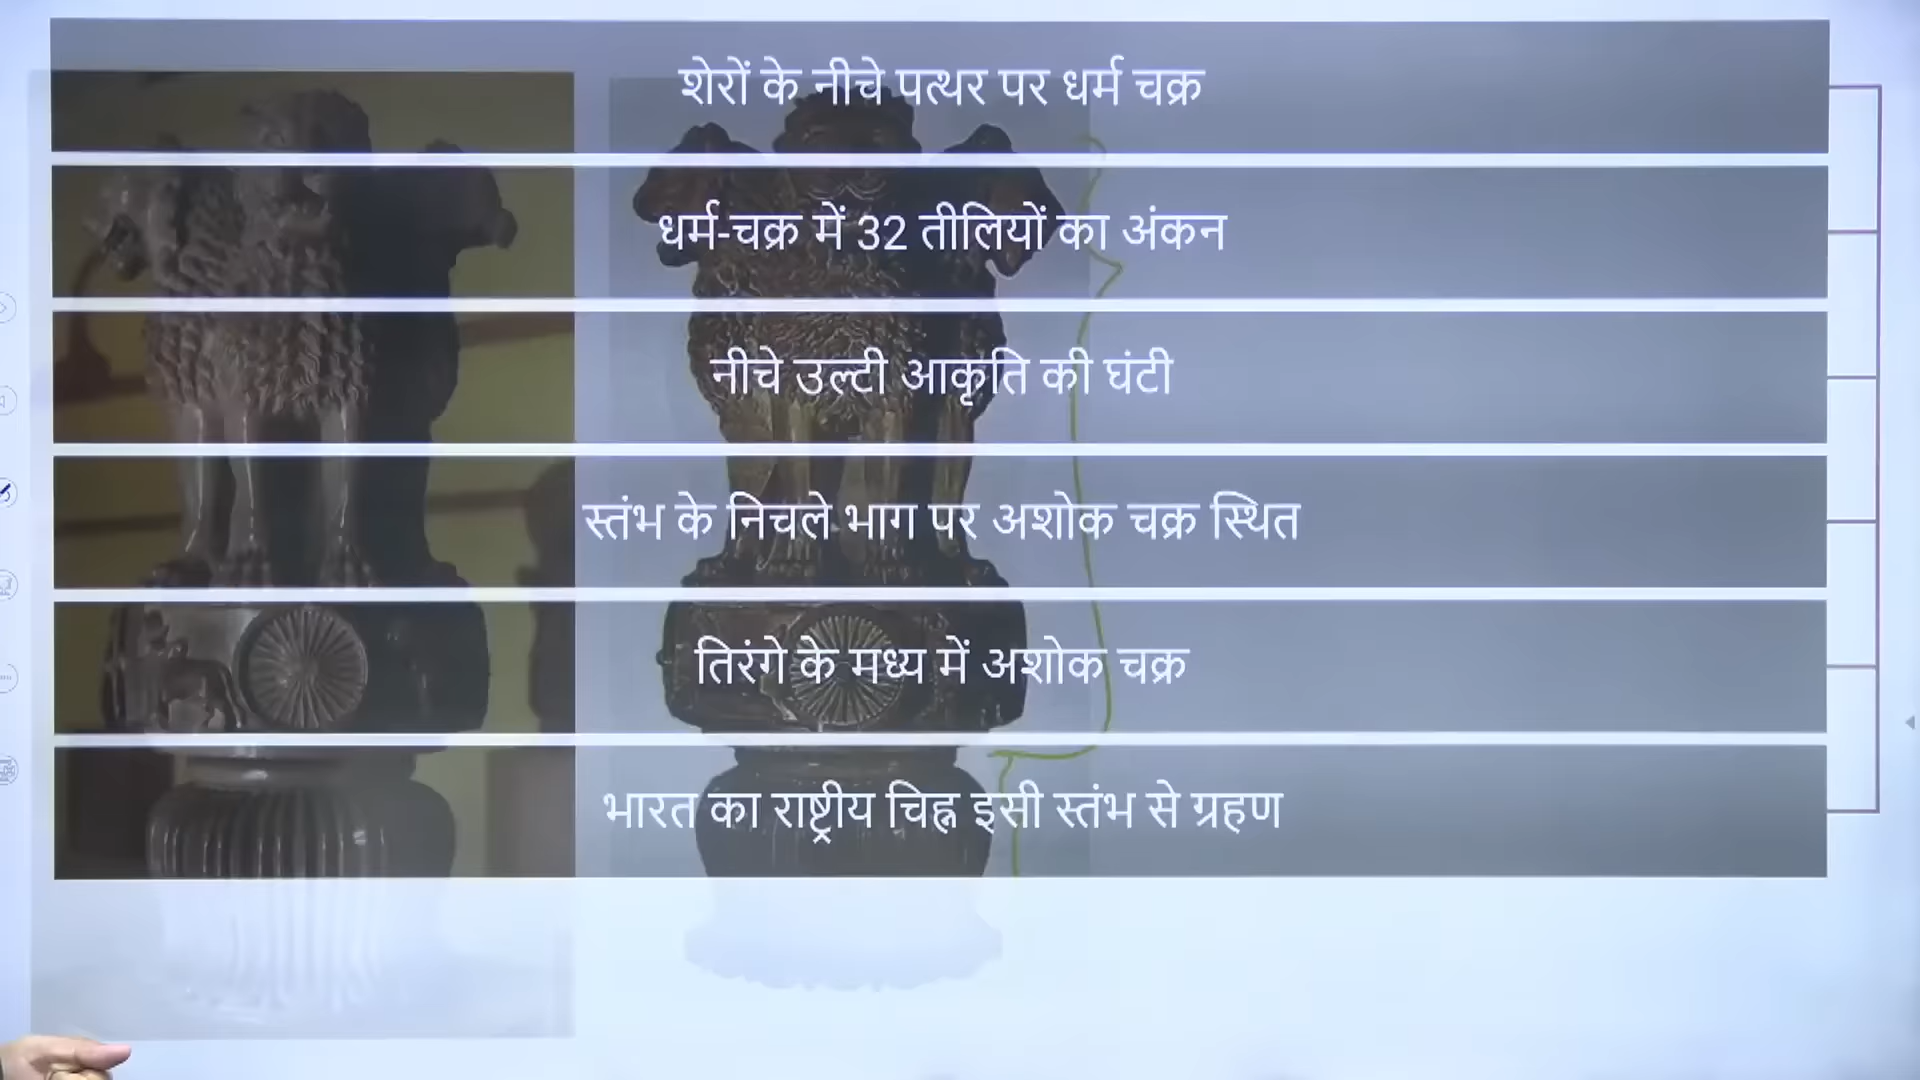 शेरों के नीचे पत्थर पर धर्म चक्र
धर्म-चक्र में 32 तीलियों का अंकन
नीचे उल्टी आकृति की घंटी
स्तंभ के निचले भाग पर अशोक चक्र स्थित
तिरंगे के मध्य में अशोक चक्र
भारत का राष्ट्रीय चिह्न इसी स्तंभ से ग्रहण